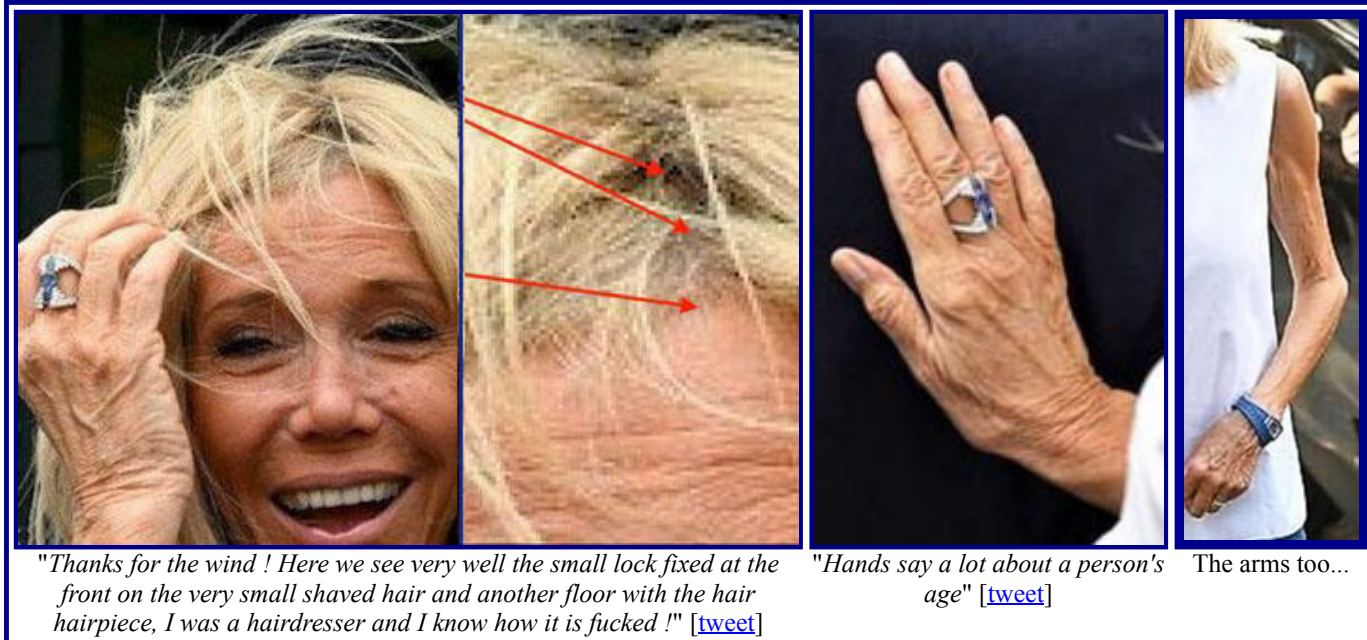 "Thanks for the wind ! Here we see very well the small lock fixed at the
front on the very small shaved hair and another floor with the hair
hairpiece, I was a hairdresser and I know how it is fucked !" [tweet]
"Hands say a lot about a person's
age" [tweet]
The arms too...